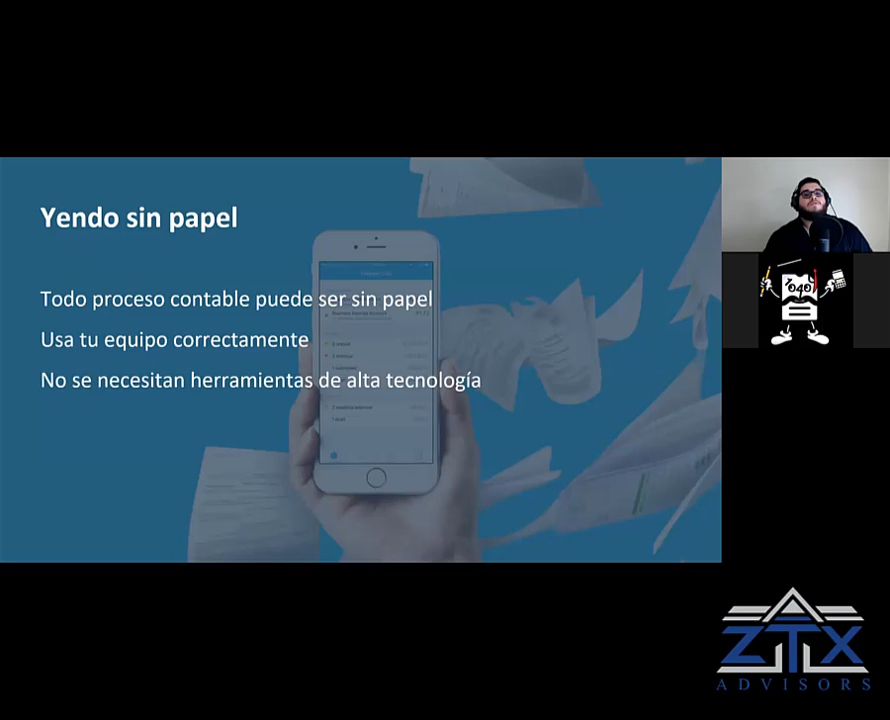 Yendo sin papel
Todo proceso contable puede ser sin papel
Usa tu equipo correctamente
No se necesitan herramientas de alta tecnología
1040
ZTX
ADVISORS